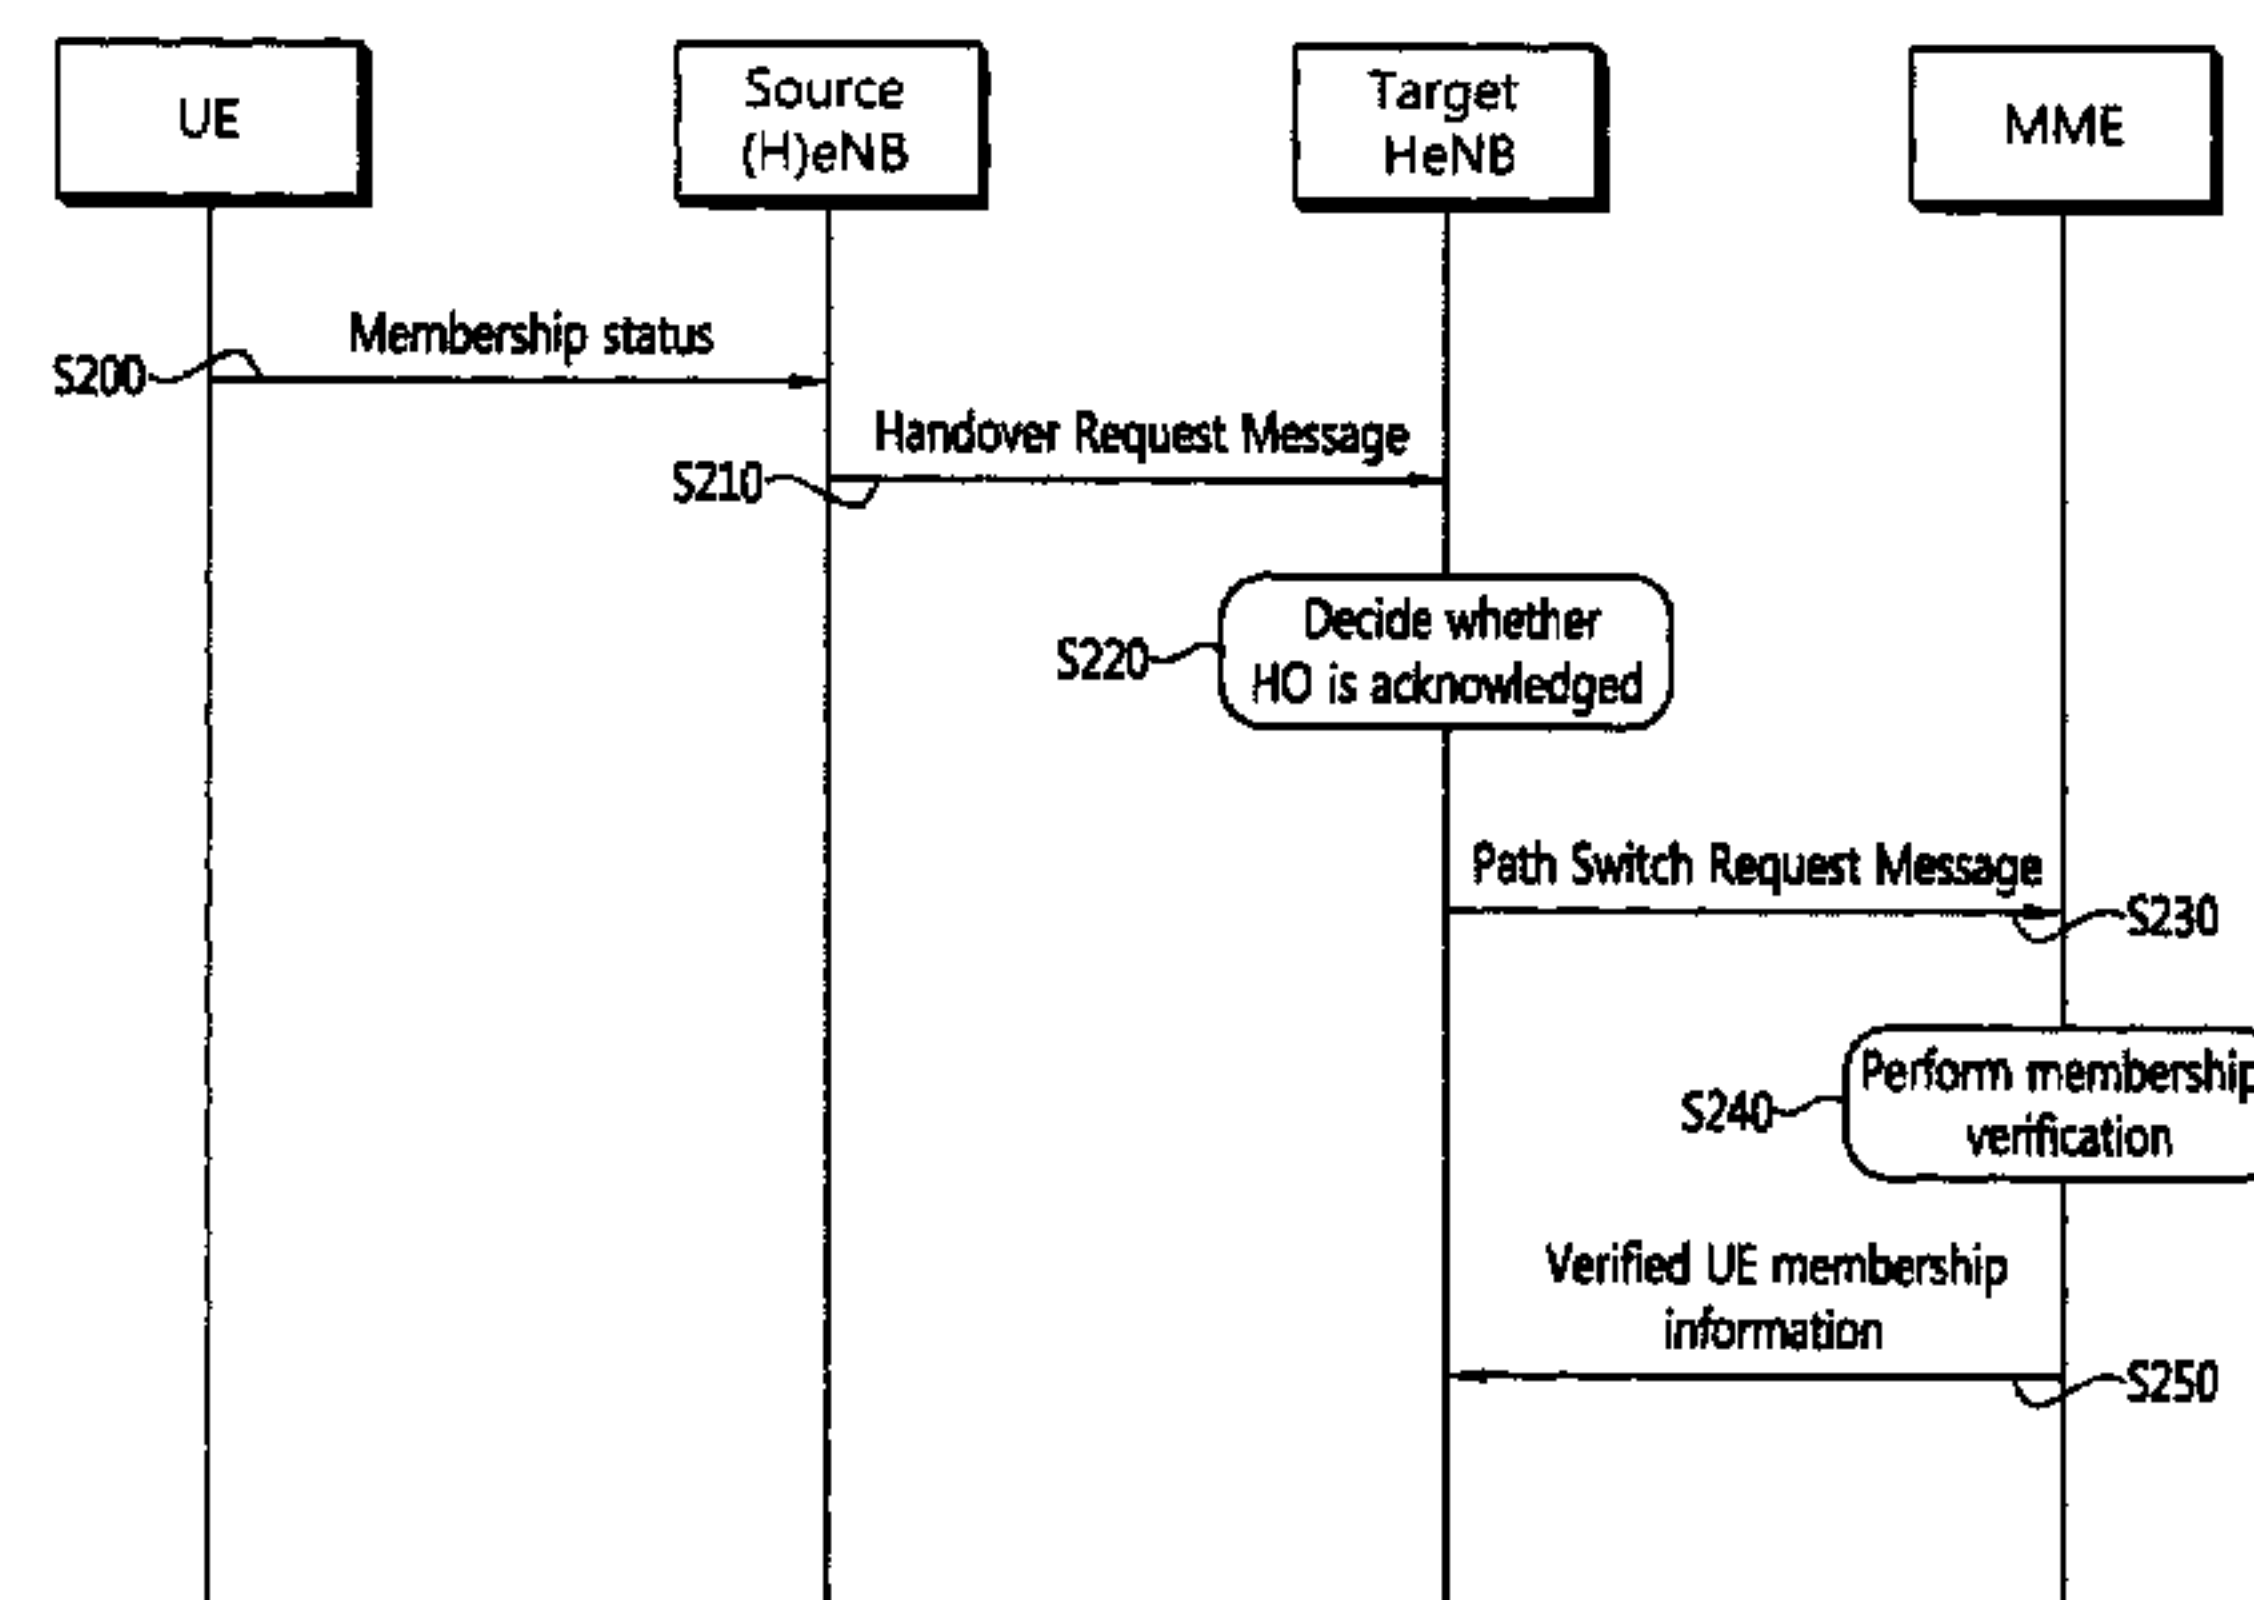 UE
Source
(H)eNB
Target
HeNB
MME
Membership status
S200
Handover Request Message
S210
Decide whether
HO is acknowledged
S220
Path Switch Request Message
S230
Perform membership
verification
S240
Verified UE membership
information
S250